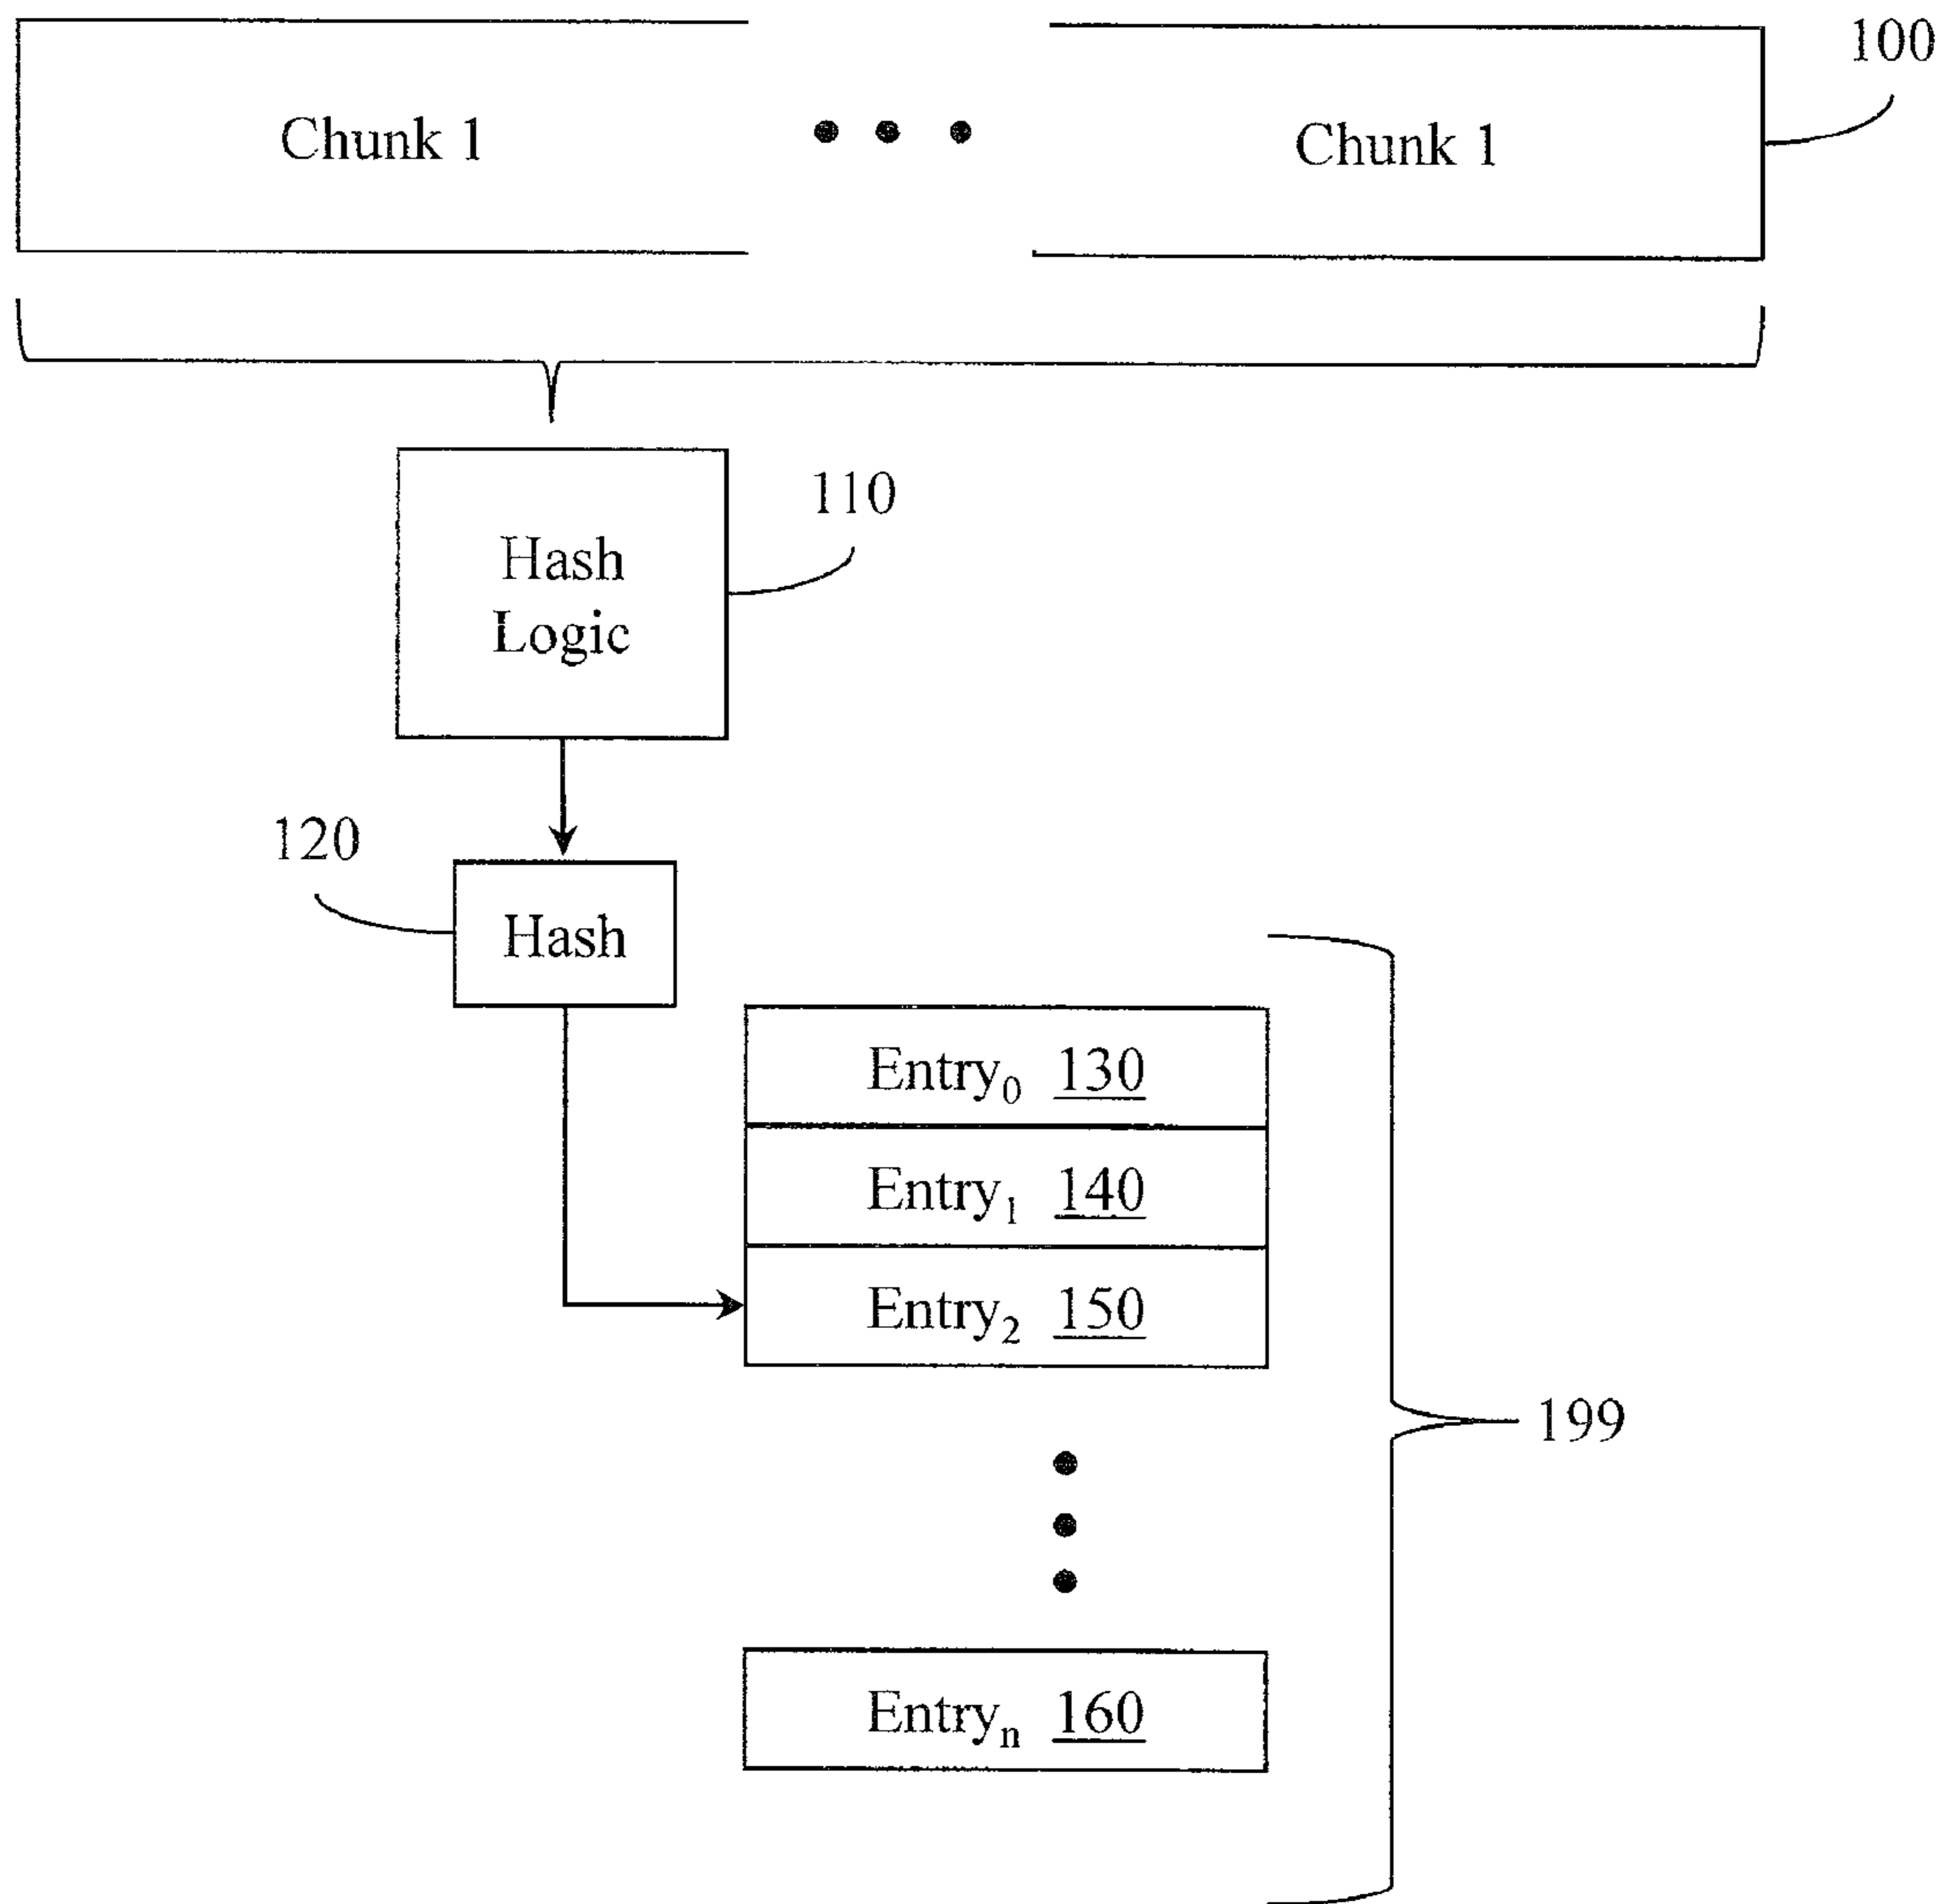 100
Chunk 1 Chunk 1
110
Hash
Logic
120
Hash
Entry₀ 130
Entry₁ 140
Entry₂ 150
199
Entryₙ 160